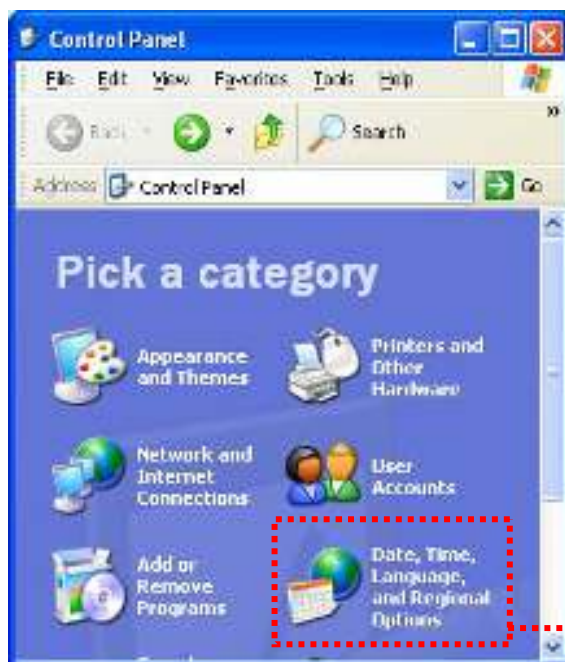 Control Panel
File Edit View Favorites Tools Help
Back Search
Address Control Panel Go
Pick a category
Appearance
and Themes
Printers and
Other
Hardware
Network and
Internet
Connections
User
Accounts
Add or
Remove
Programs
Date, Time,
Language,
and Regional
Options